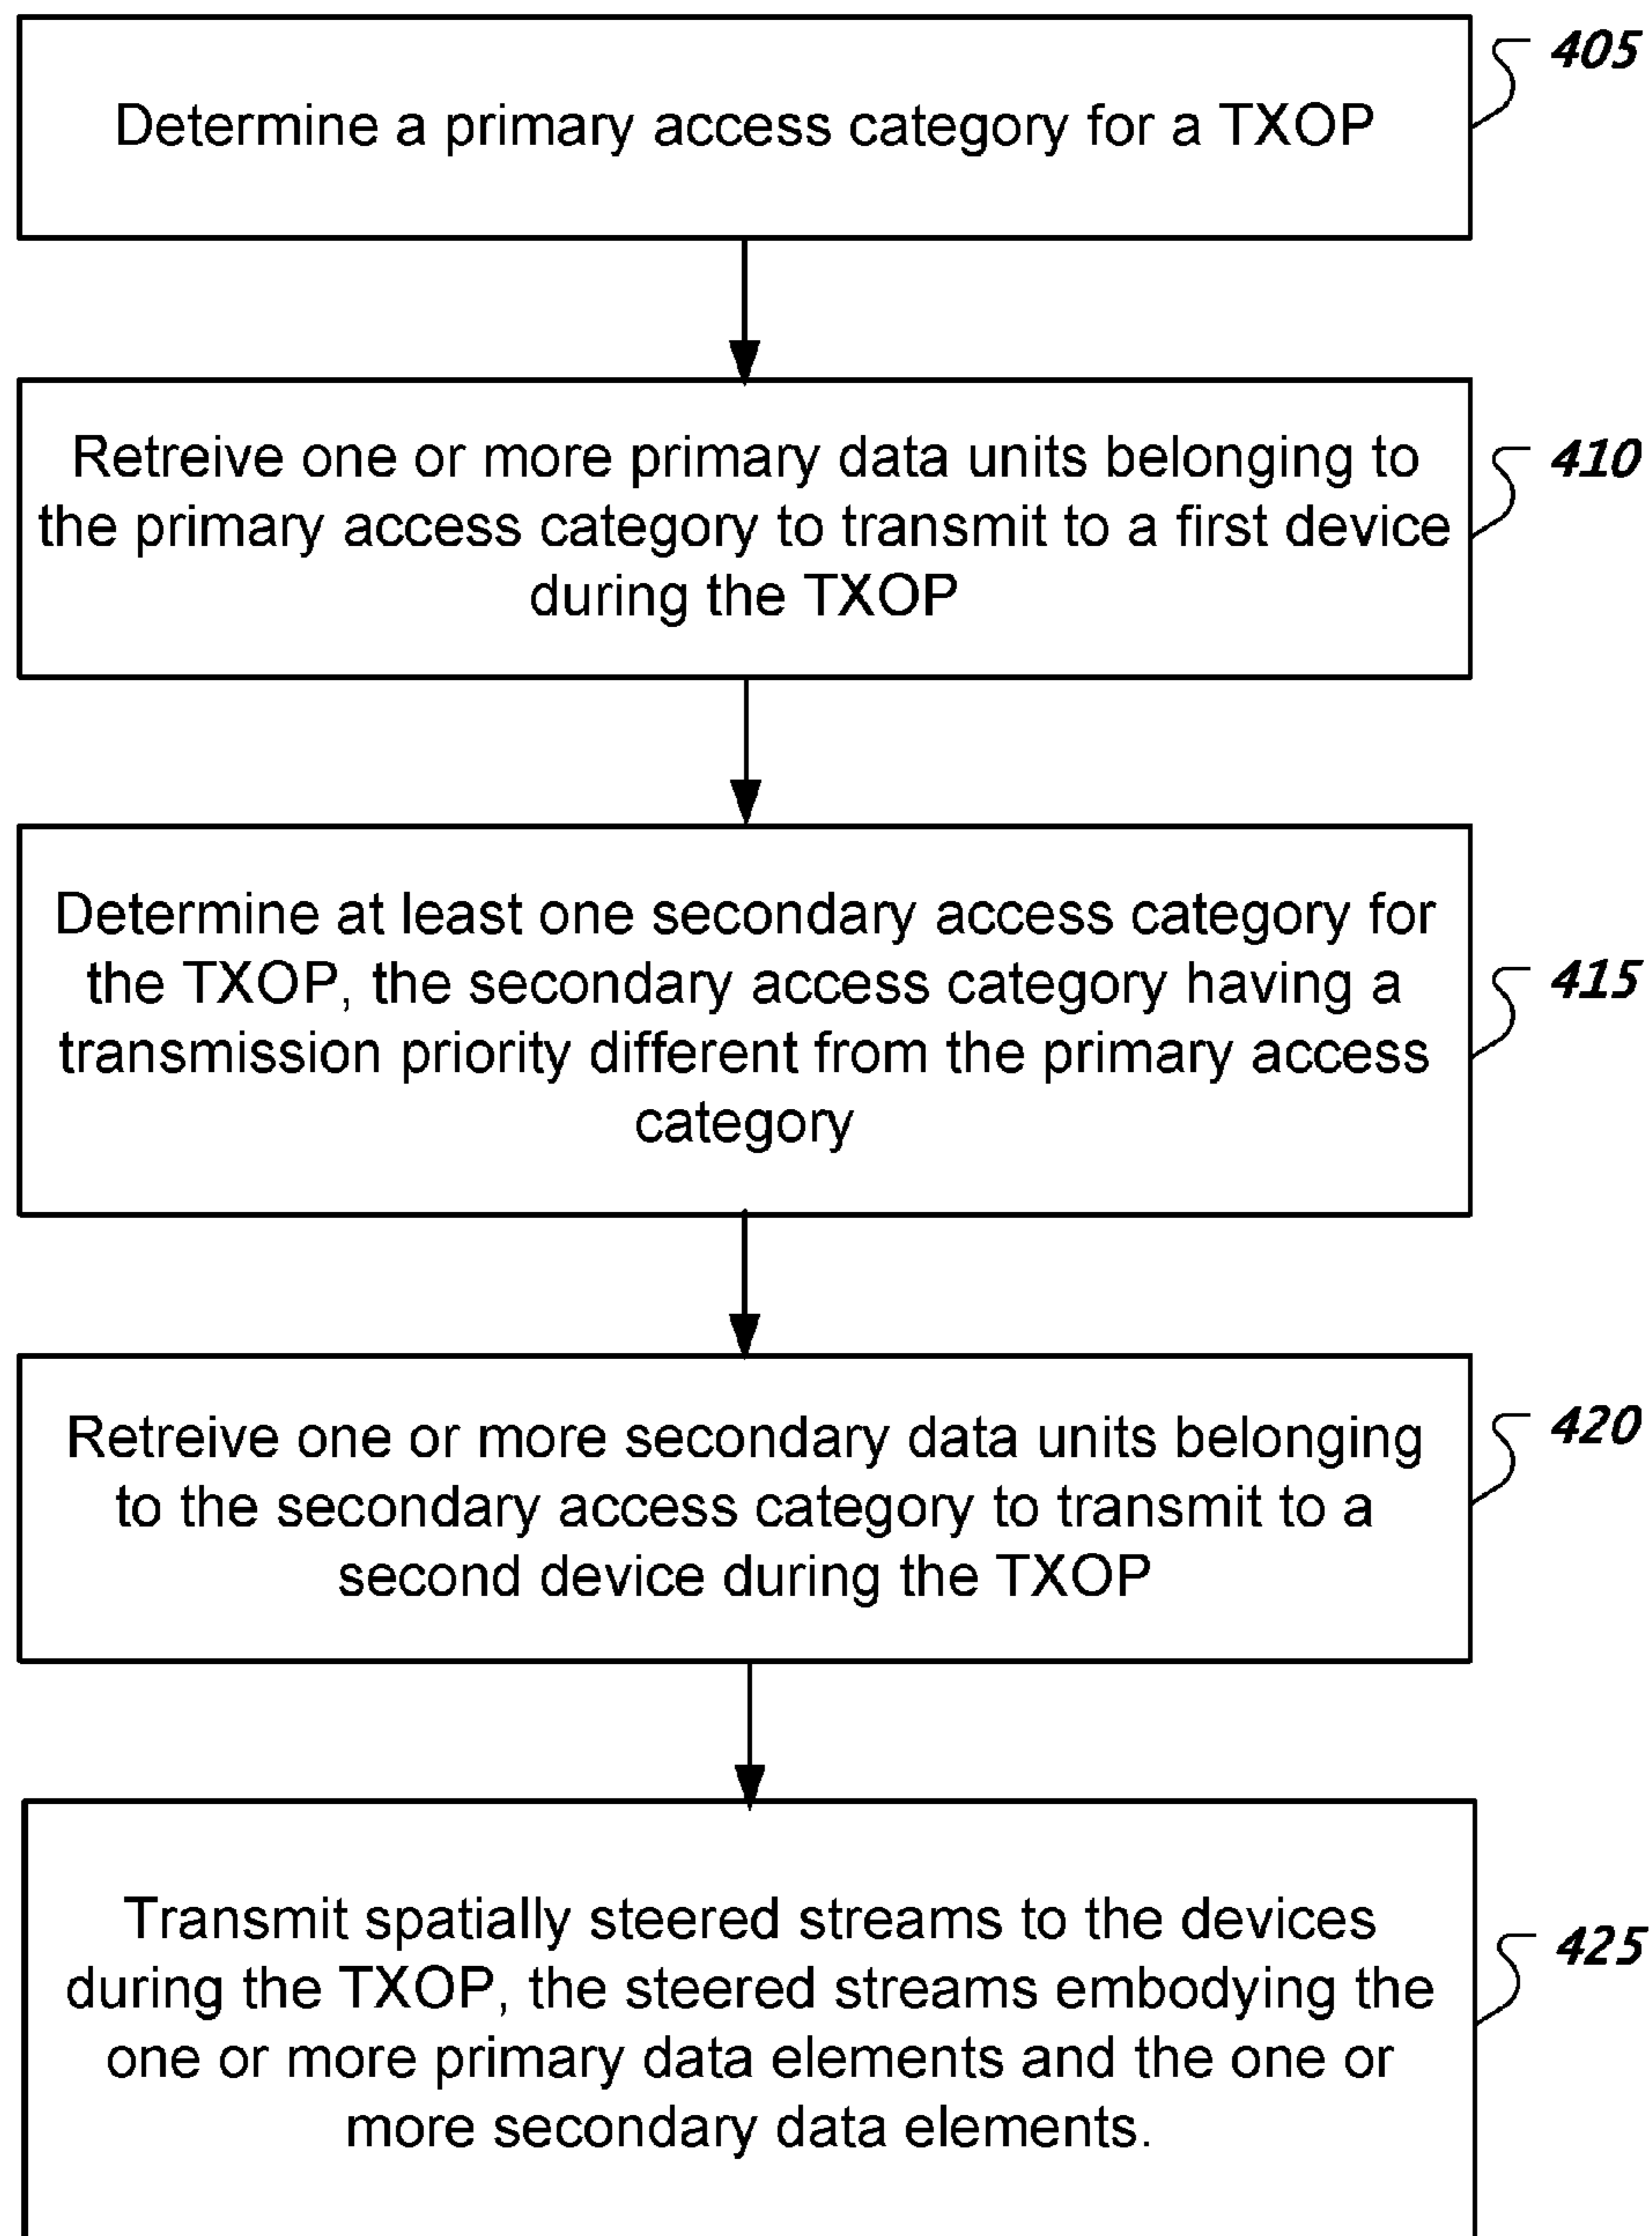 405
Determine a primary access category for a TXOP
410
Retreive one or more primary data units belonging to
the primary access category to transmit to a first device
during the TXOP
415
Determine at least one secondary access category for
the TXOP, the secondary access category having a
transmission priority different from the primary access
category
420
Retreive one or more secondary data units belonging
to the secondary access category to transmit to a
second device during the TXOP
425
Transmit spatially steered streams to the devices
during the TXOP, the steered streams embodying the
one or more primary data elements and the one or
more secondary data elements.